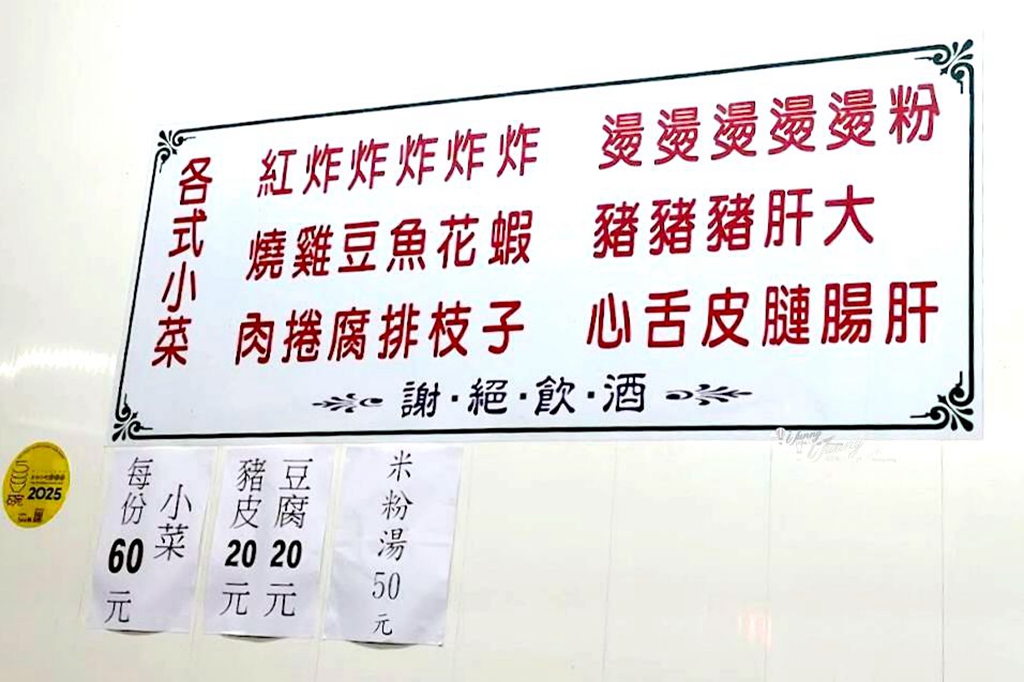 各式小菜
紅燒肉
炸雞捲
炸豆腐
炸魚排
炸花枝
炸蝦子
燙豬心
燙豬舌
燙豬皮
燙肝
燙大腸
粉肝
謝·絕·飲·酒
小菜
每份60元
豆腐20元
豬皮20元
米粉湯50元
碗
2025